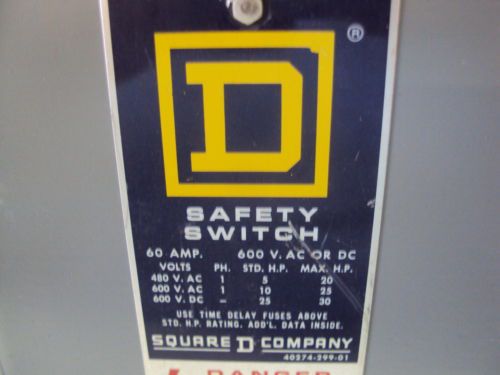 D
®
SAFETY
SWITCH
60 AMP. 600 V. AC OR DC
VOLTS PH. STD. H.P. MAX. H.P.
480 V. AC 1 5 20
600 V. AC 1 10 25
600 V. DC – 25 30
USE TIME DELAY FUSES ABOVE
STD. H.P. RATING. ADD'L. DATA INSIDE.
SQUARE D COMPANY
40274-299-01
DANGER